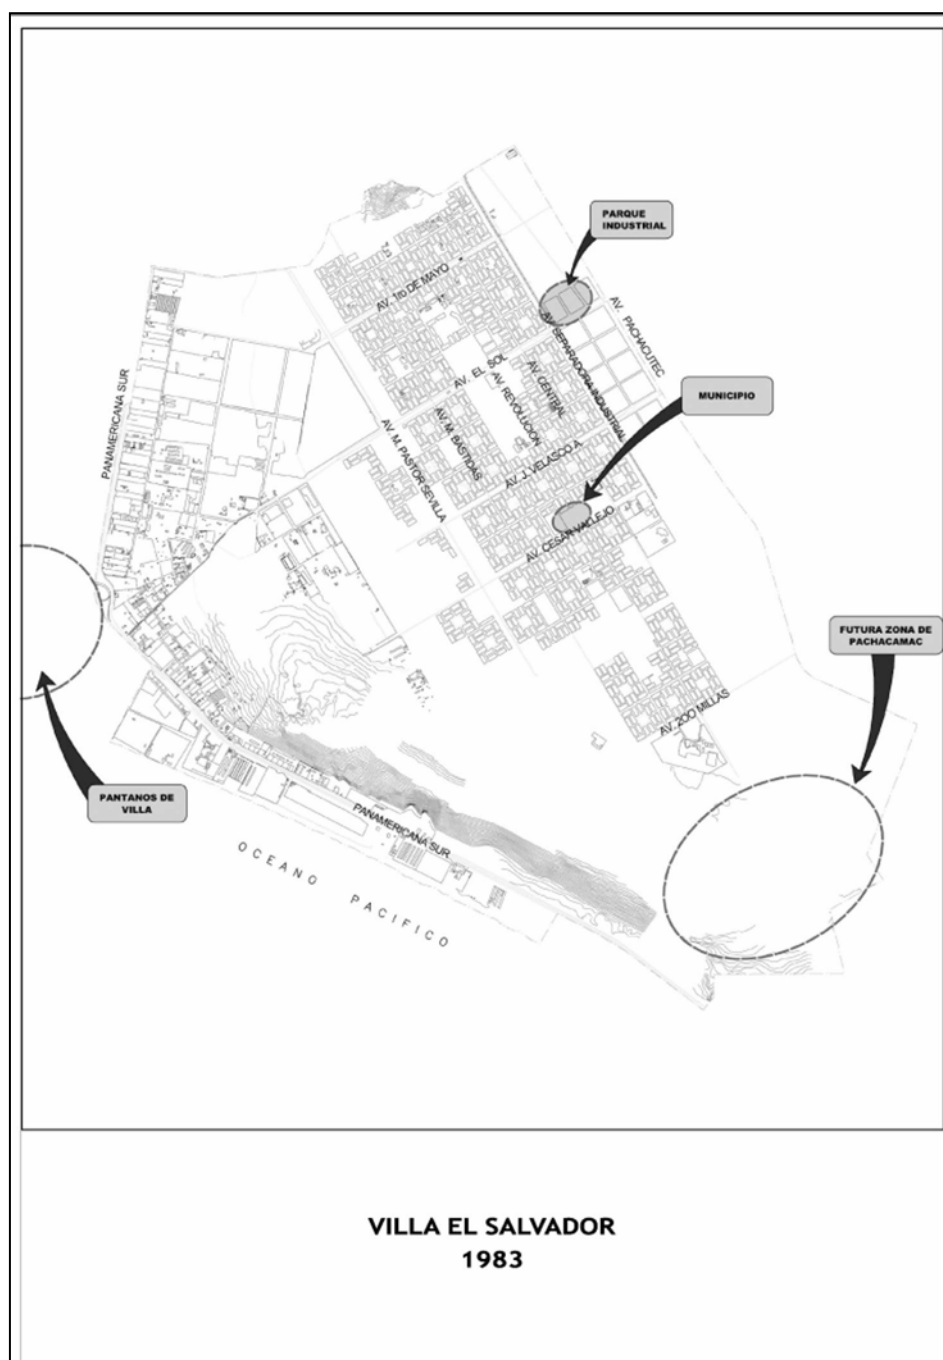 PARQUE
INDUSTRIAL
AV. 1ro DE MAYO
AV. PACHACUTEC
PANAMERICANA SUR
AV. SEPARADORA INDUSTRIAL
AV. EL SOL
AV. CENTRAL
AV. REVOLUCION
MUNICIPIO
AV. M. BASTIDAS
AV. M. PASTOR SEVILLA
AV. J. VELASCO A.
AV. CESAR VALLEJO
FUTURA ZONA DE
PACHACAMAC
AV. 200 MILLAS
PANTANOS DE
VILLA
PANAMERICANA SUR
OCEANO PACIFICO
VILLA EL SALVADOR
1983